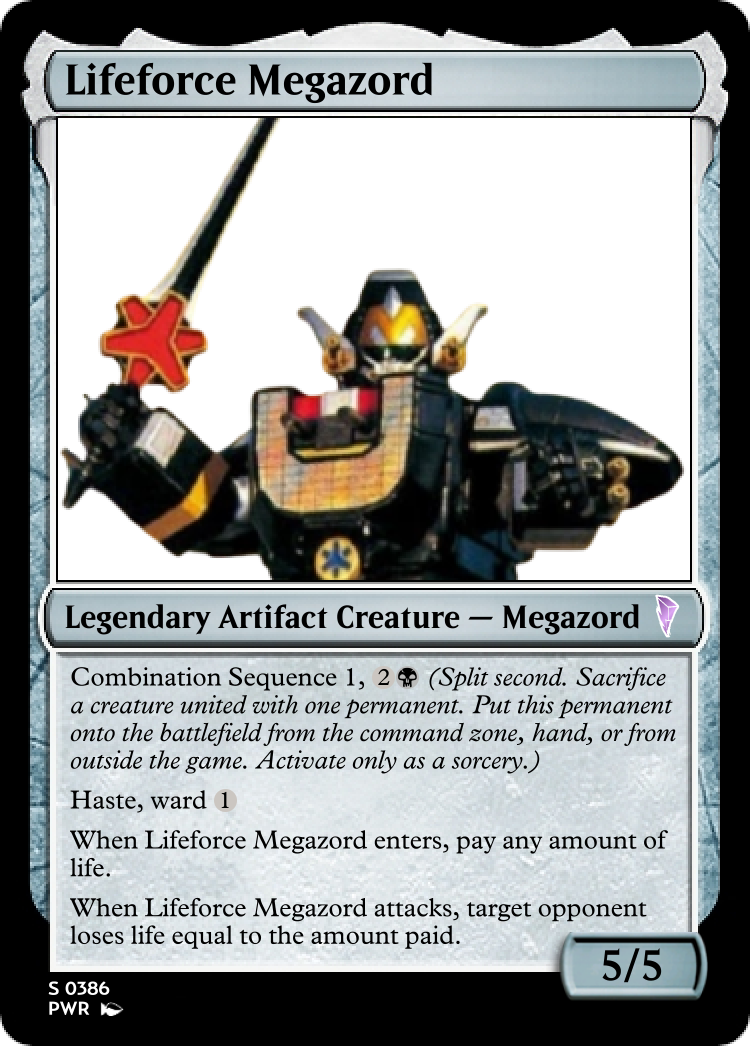 Lifeforce Megazord
Legendary Artifact Creature — Megazord
Combination Sequence 1, 2 (Split second. Sacrifice
a creature united with one permanent. Put this permanent
onto the battlefield from the command zone, hand, or from
outside the game. Activate only as a sorcery.)
Haste, ward 1
When Lifeforce Megazord enters, pay any amount of
life.
When Lifeforce Megazord attacks, target opponent
loses life equal to the amount paid.
5/5
S 0386
PWR